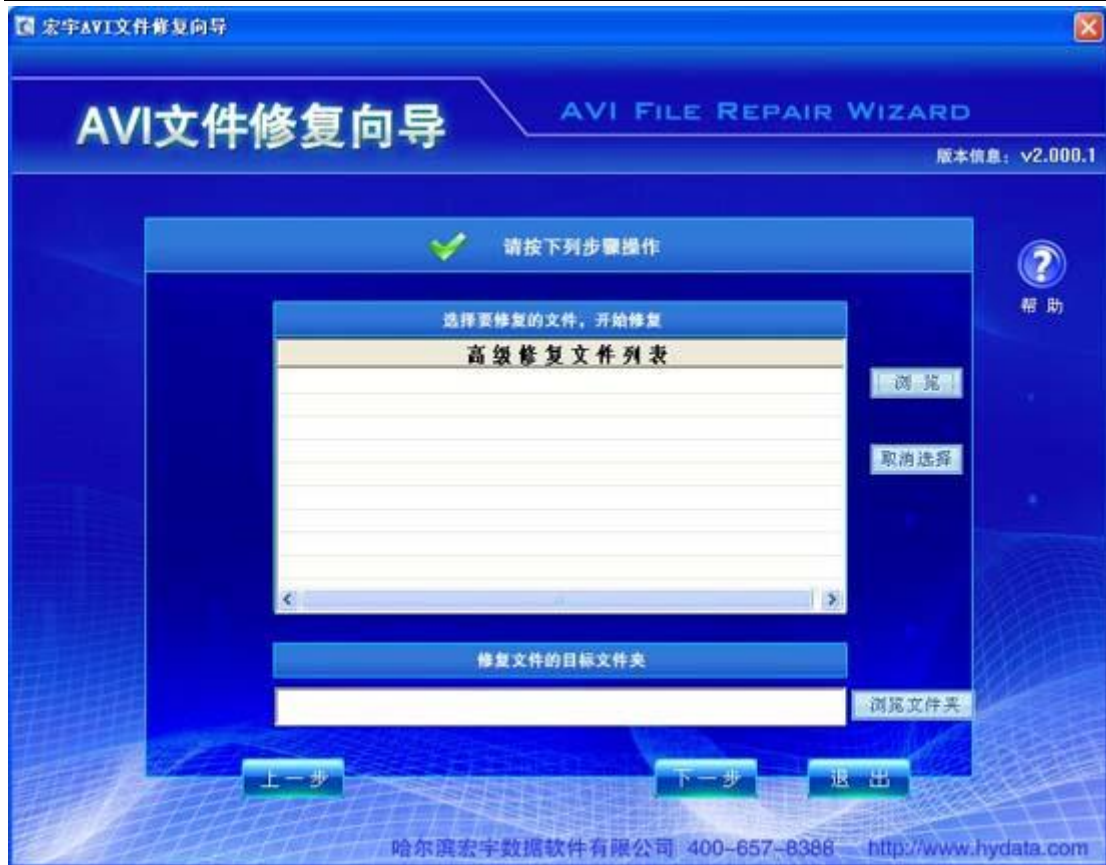 宏宇AVI文件修复向导
AVI文件修复向导
AVI FILE REPAIR WIZARD
版本信息：v2.000.1
请按下列步骤操作
帮 助
选择要修复的文件，开始修复
高级修复文件列表
浏 览
取消选择
修复文件的目标文件夹
浏览文件夹
上一步
下一步
退 出
哈尔滨宏宇数据软件有限公司 400-657-8388 http://www.hydata.com